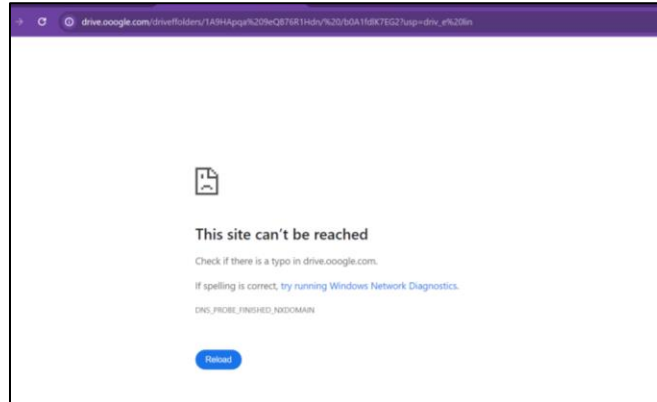 drive.ooogle.com/driveffolders/1A9HApqa%209eQB76R1Hdn/%20/b0A1fdlK7EG2?usp=driv_e%20lin
This site can't be reached
Check if there is a typo in drive.ooogle.com.
If spelling is correct, try running Windows Network Diagnostics.
DNS_PROBE_FINISHED_NXDOMAIN
Reload